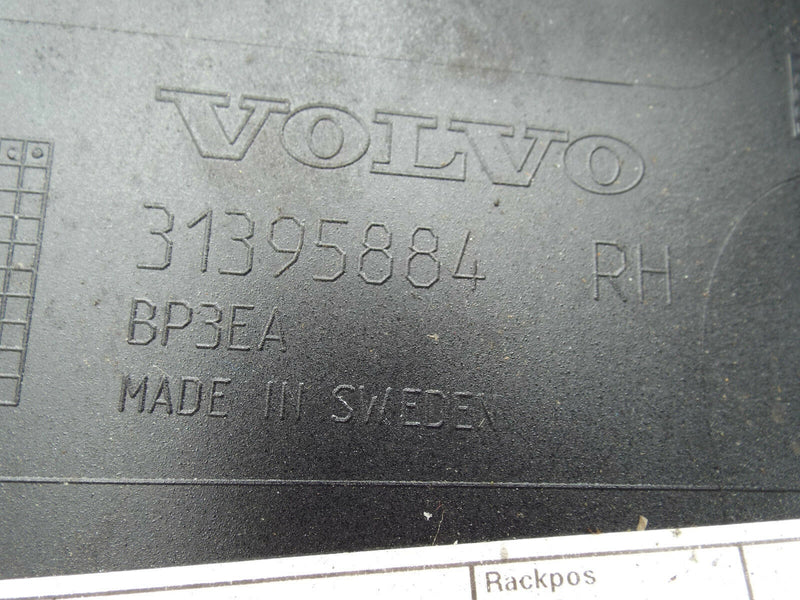 VOLVO
31395884 RH
BP3EA
MADE IN SWEDEN
Rackpos